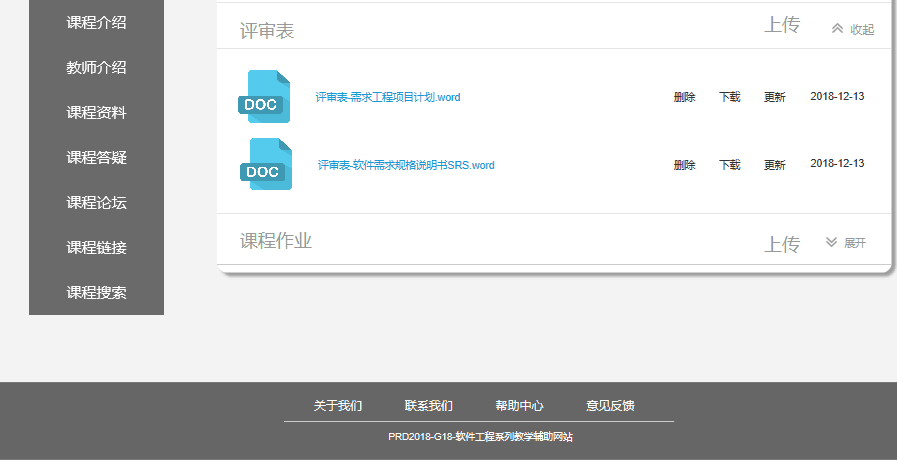 课程介绍
教师介绍
课程资料
课程答疑
课程论坛
课程链接
课程搜索
评审表 上传 收起
DOC 评审表-需求工程项目计划.word 删除 下载 更新 2018-12-13
DOC 评审表-软件需求规格说明书SRS.word 删除 下载 更新 2018-12-13
课程作业 上传 展开
关于我们 联系我们 帮助中心 意见反馈
PRD2018-G18-软件工程系列教学辅助网站